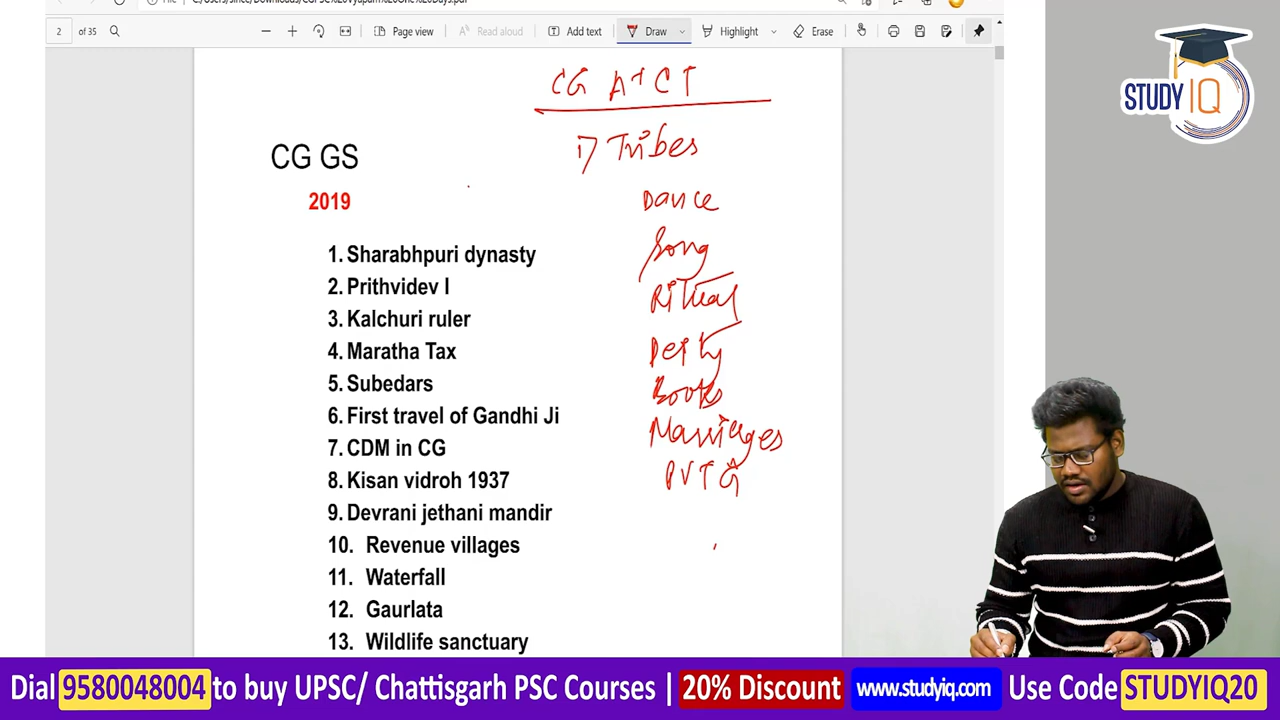 2 of 35
Page view
Read aloud
Add text
Draw
Highlight
Erase
STUDY IQ
CG A+CT
CG GS
1) Tribes
2019
Dance
1. Sharabhpuri dynasty
Song
2. Prithvidev I
Ritual
3. Kalchuri ruler
4. Maratha Tax
Deity
5. Subedars
Books
6. First travel of Gandhi Ji
Marriages
7. CDM in CG
8. Kisan vidroh 1937
PVTG
9. Devrani jethani mandir
10. Revenue villages
11. Waterfall
12. Gaurlata
13. Wildlife sanctuary
Dial 9580048004 to buy UPSC/ Chattisgarh PSC Courses | 20% Discount www.studyiq.com Use Code STUDYIQ20